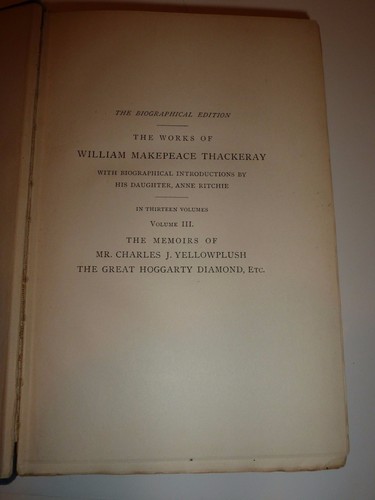 THE BIOGRAPHICAL EDITION
THE WORKS OF
WILLIAM MAKEPEACE THACKERAY
WITH BIOGRAPHICAL INTRODUCTIONS BY
HIS DAUGHTER, ANNE RITCHIE
IN THIRTEEN VOLUMES
VOLUME III.
THE MEMOIRS OF
MR. CHARLES J. YELLOWPLUSH
THE GREAT HOGGARTY DIAMOND, ETC.